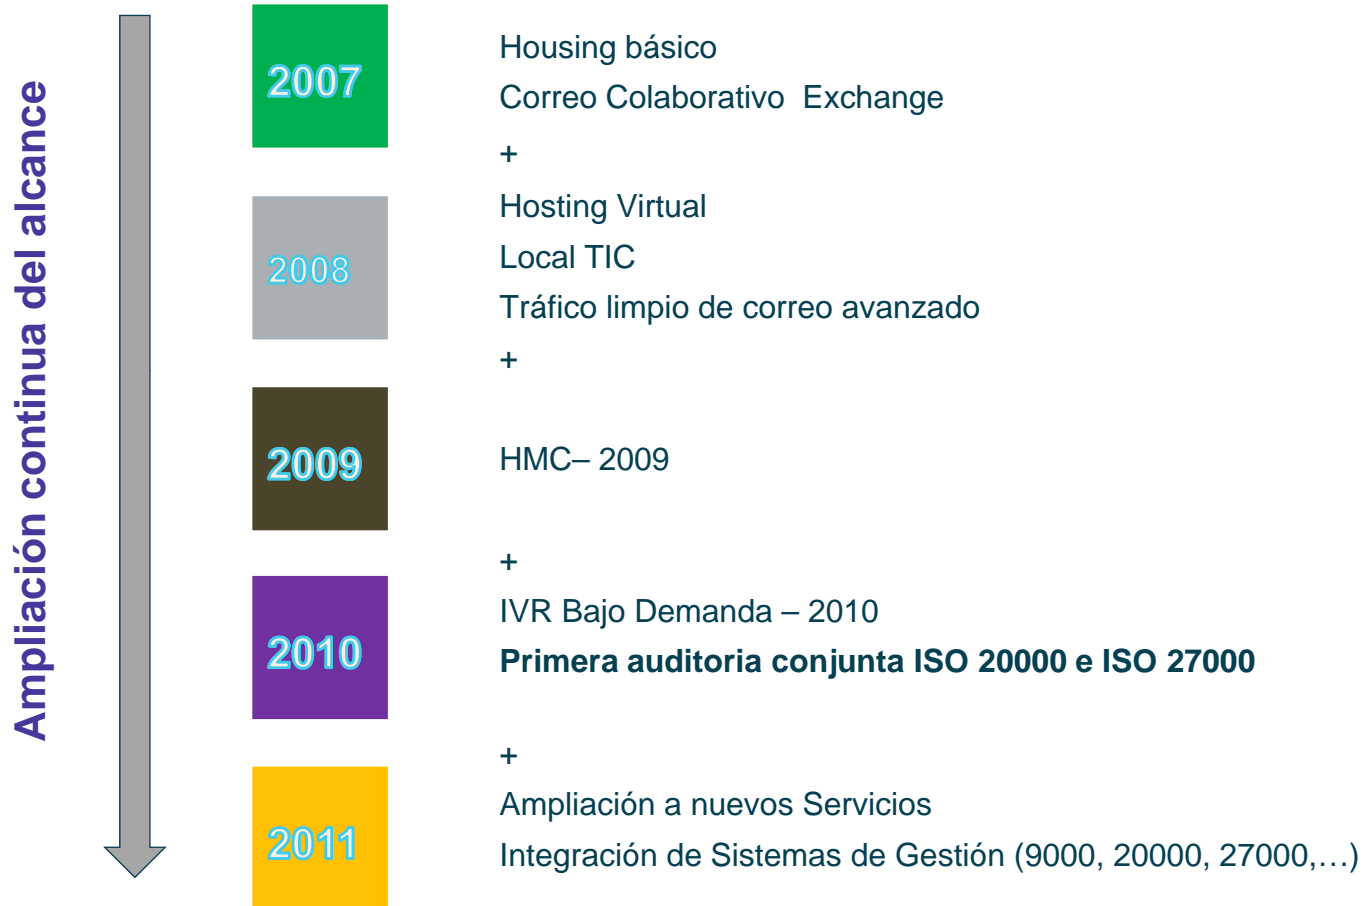 Ampliación continua del alcance
2007
Housing básico
Correo Colaborativo  Exchange
+
2008
Hosting Virtual
Local TIC
Tráfico limpio de correo avanzado
+
2009
HMC– 2009
+
2010
IVR Bajo Demanda – 2010
Primera auditoria conjunta ISO 20000 e ISO 27000
+
2011
Ampliación a nuevos Servicios
Integración de Sistemas de Gestión (9000, 20000, 27000,…)